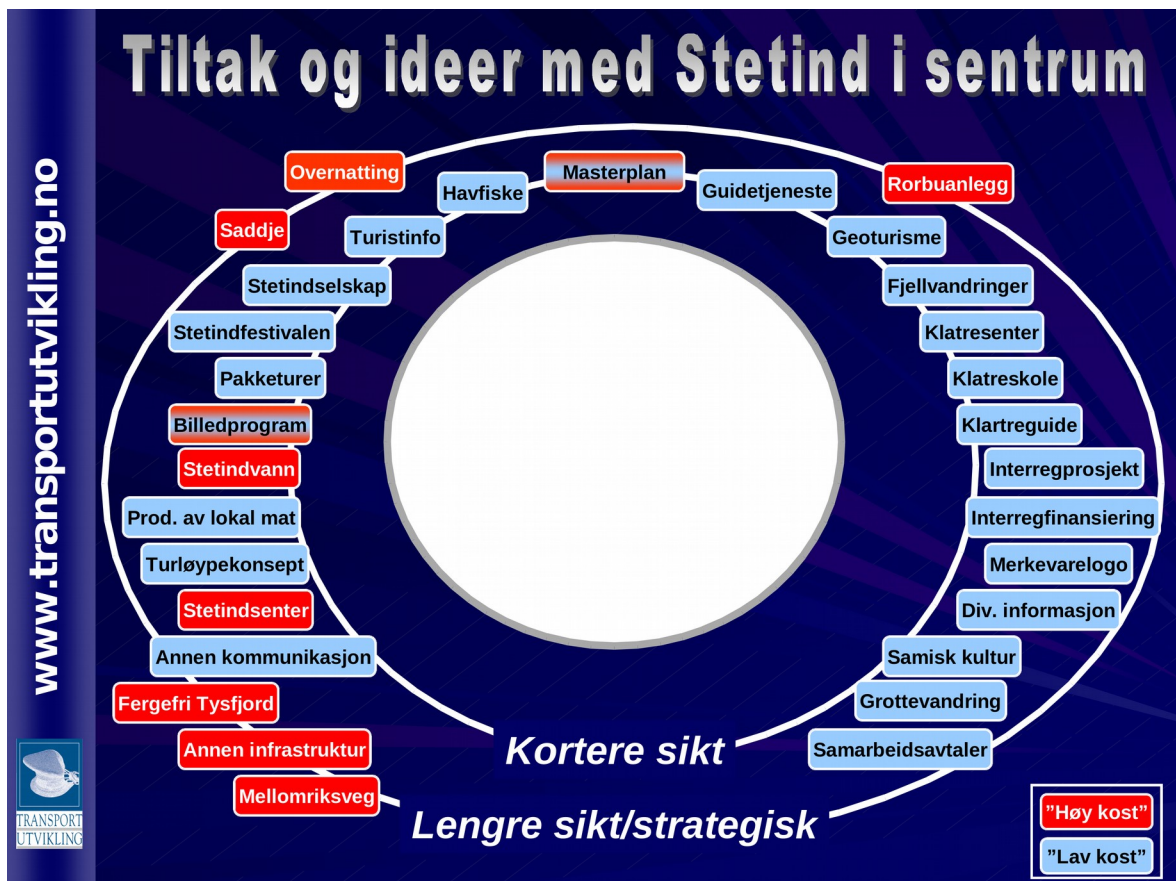 Tiltak og ideer med Stetind i sentrum
www.transportutvikling.no
Overnatting
Masterplan
Rorbuanlegg
Havfiske
Guidetjeneste
Saddje
Turistinfo
Geoturisme
Stetindselskap
Fjellvandringer
Stetindfestivalen
Klatresenter
Pakketurer
Klatreskole
Billedprogram
Klartreguide
Stetindvann
Interregprosjekt
Prod. av lokal mat
Interregfinansiering
Turløypekonsept
Merkevarelogo
Stetindsenter
Div. informasjon
Annen kommunikasjon
Samisk kultur
Fergefri Tysfjord
Grottevandring
Annen infrastruktur
Kortere sikt
Samarbeidsavtaler
Mellomriksveg
Lengre sikt/strategisk
"Høy kost"
"Lav kost"
TRANSPORT
UTVIKLING